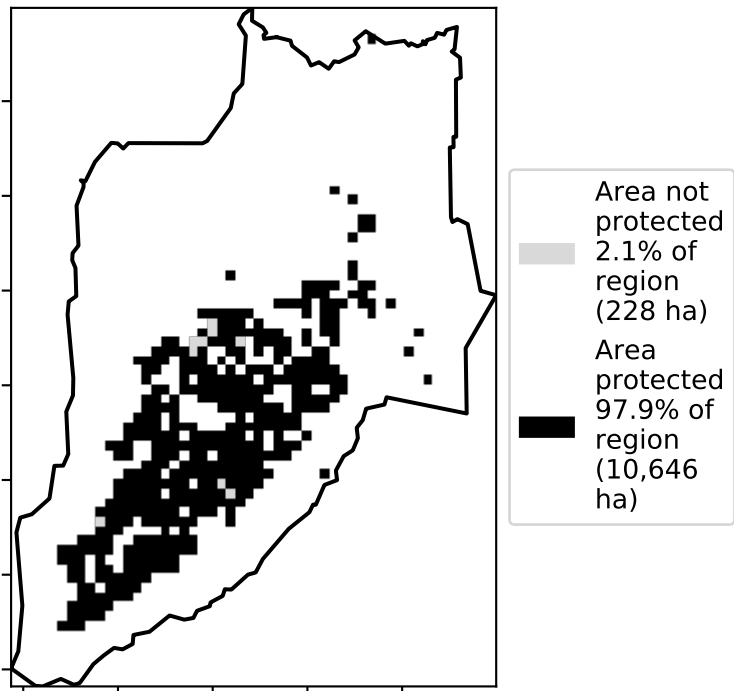 Area not
protected
2.1% of
region
(228 ha)
Area
protected
97.9% of
region
(10,646
ha)